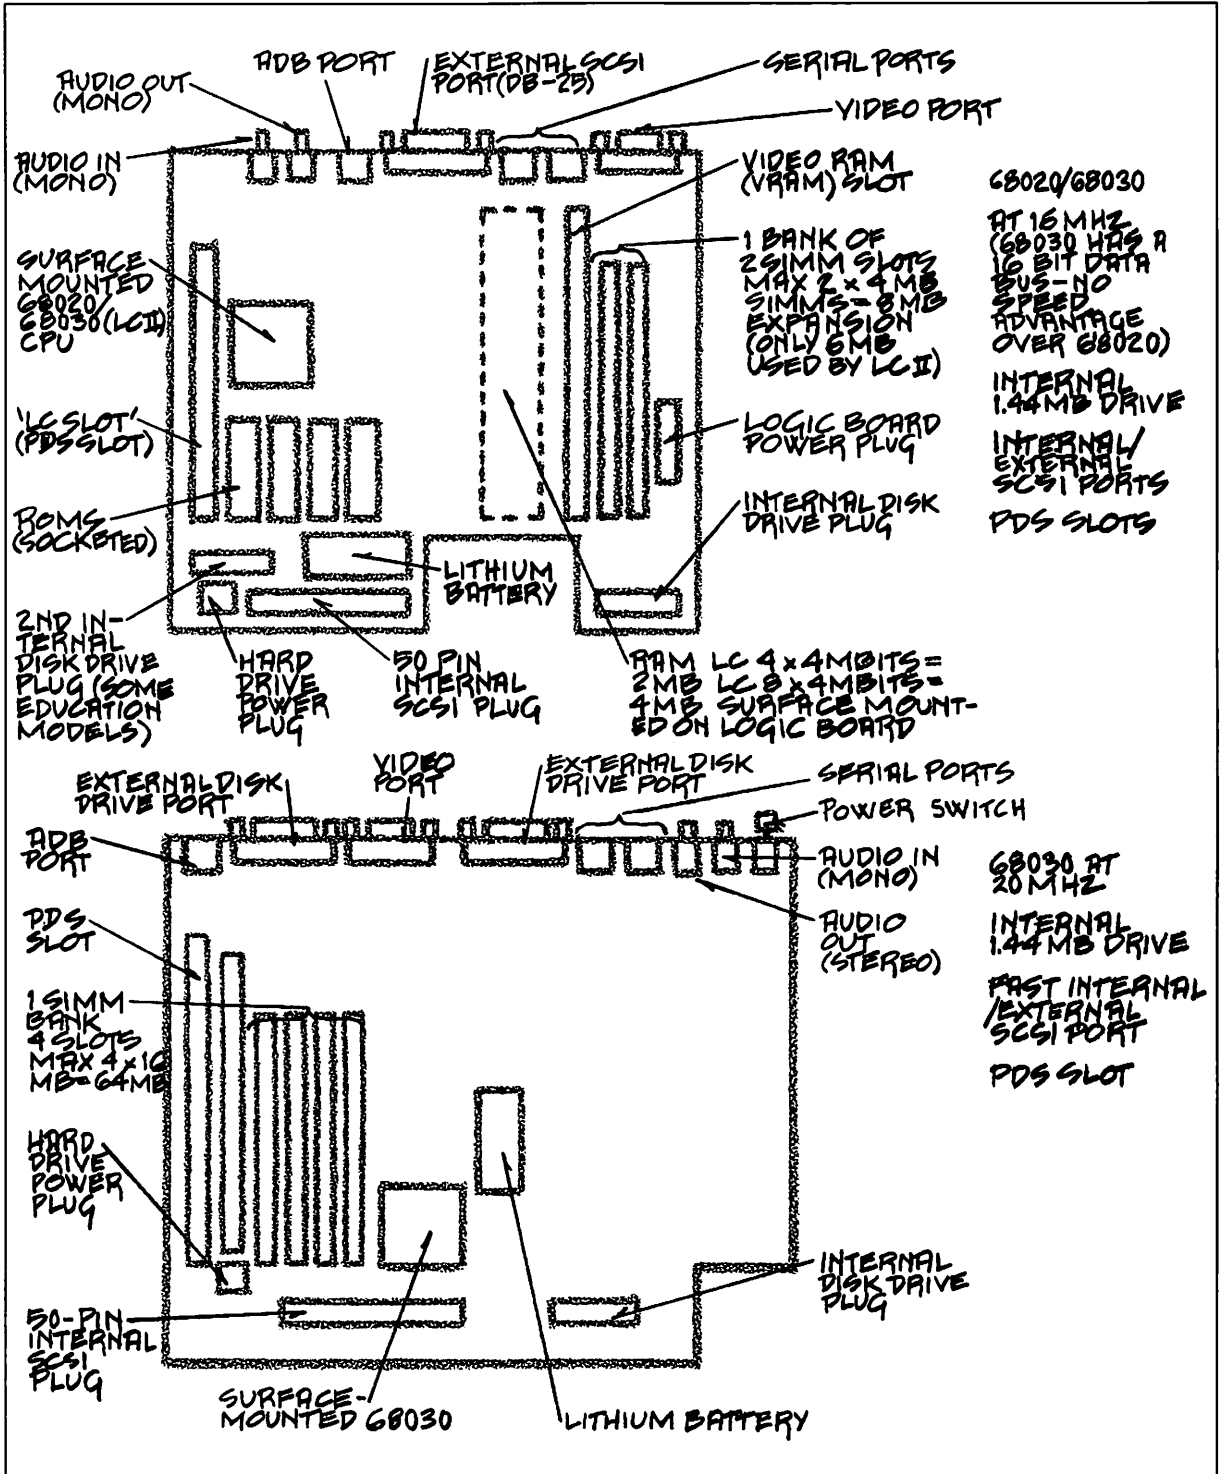 ADB PORT
EXTERNAL SCSI
PORT (DB-25)
SERIAL PORTS
AUDIO OUT
(MONO)
VIDEO PORT
AUDIO IN
(MONO)
VIDEO RAM
(VRAM) SLOT
SURFACE
MOUNTED
68020/
68030 (LC II)
CPU
1 BANK OF
2 SIMM SLOTS
MAX 2 x 4 MB
SIMMS = 8 MB
EXPANSION
(ONLY 6 MB
USED BY LC II)
'LC SLOT'
(PDS SLOT)
LOGIC BOARD
POWER PLUG
ROMS
(SOCKETED)
INTERNAL DISK
DRIVE PLUG
LITHIUM
BATTERY
2ND IN-
TERNAL
DISK DRIVE
PLUG (SOME
EDUCATION
MODELS)
HARD
DRIVE
POWER
PLUG
50 PIN
INTERNAL
SCSI PLUG
RAM LC 4 x 4 MBITS =
2 MB LC 8 x 4 MBITS =
4 MB SURFACE MOUNT-
ED ON LOGIC BOARD
68020/68030
AT 16 MHZ
(68030 HAS A
16 BIT DATA
BUS-NO
SPEED
ADVANTAGE
OVER 68020)
INTERNAL
1.44 MB DRIVE
INTERNAL/
EXTERNAL
SCSI PORTS
PDS SLOTS
EXTERNAL DISK
DRIVE PORT
VIDEO
PORT
EXTERNAL DISK
DRIVE PORT
SERIAL PORTS
POWER SWITCH
ADB
PORT
AUDIO IN
(MONO)
AUDIO
OUT
(STEREO)
PDS
SLOT
1 SIMM
BANK
4 SLOTS
MAX 4 x 16
MB = 64 MB
HARD
DRIVE
POWER
PLUG
50-PIN
INTERNAL
SCSI
PLUG
SURFACE-
MOUNTED 68030
LITHIUM BATTERY
INTERNAL
DISK DRIVE
PLUG
68030 AT
20 MHZ
INTERNAL
1.44 MB DRIVE
FAST INTERNAL
/EXTERNAL
SCSI PORT
PDS SLOT